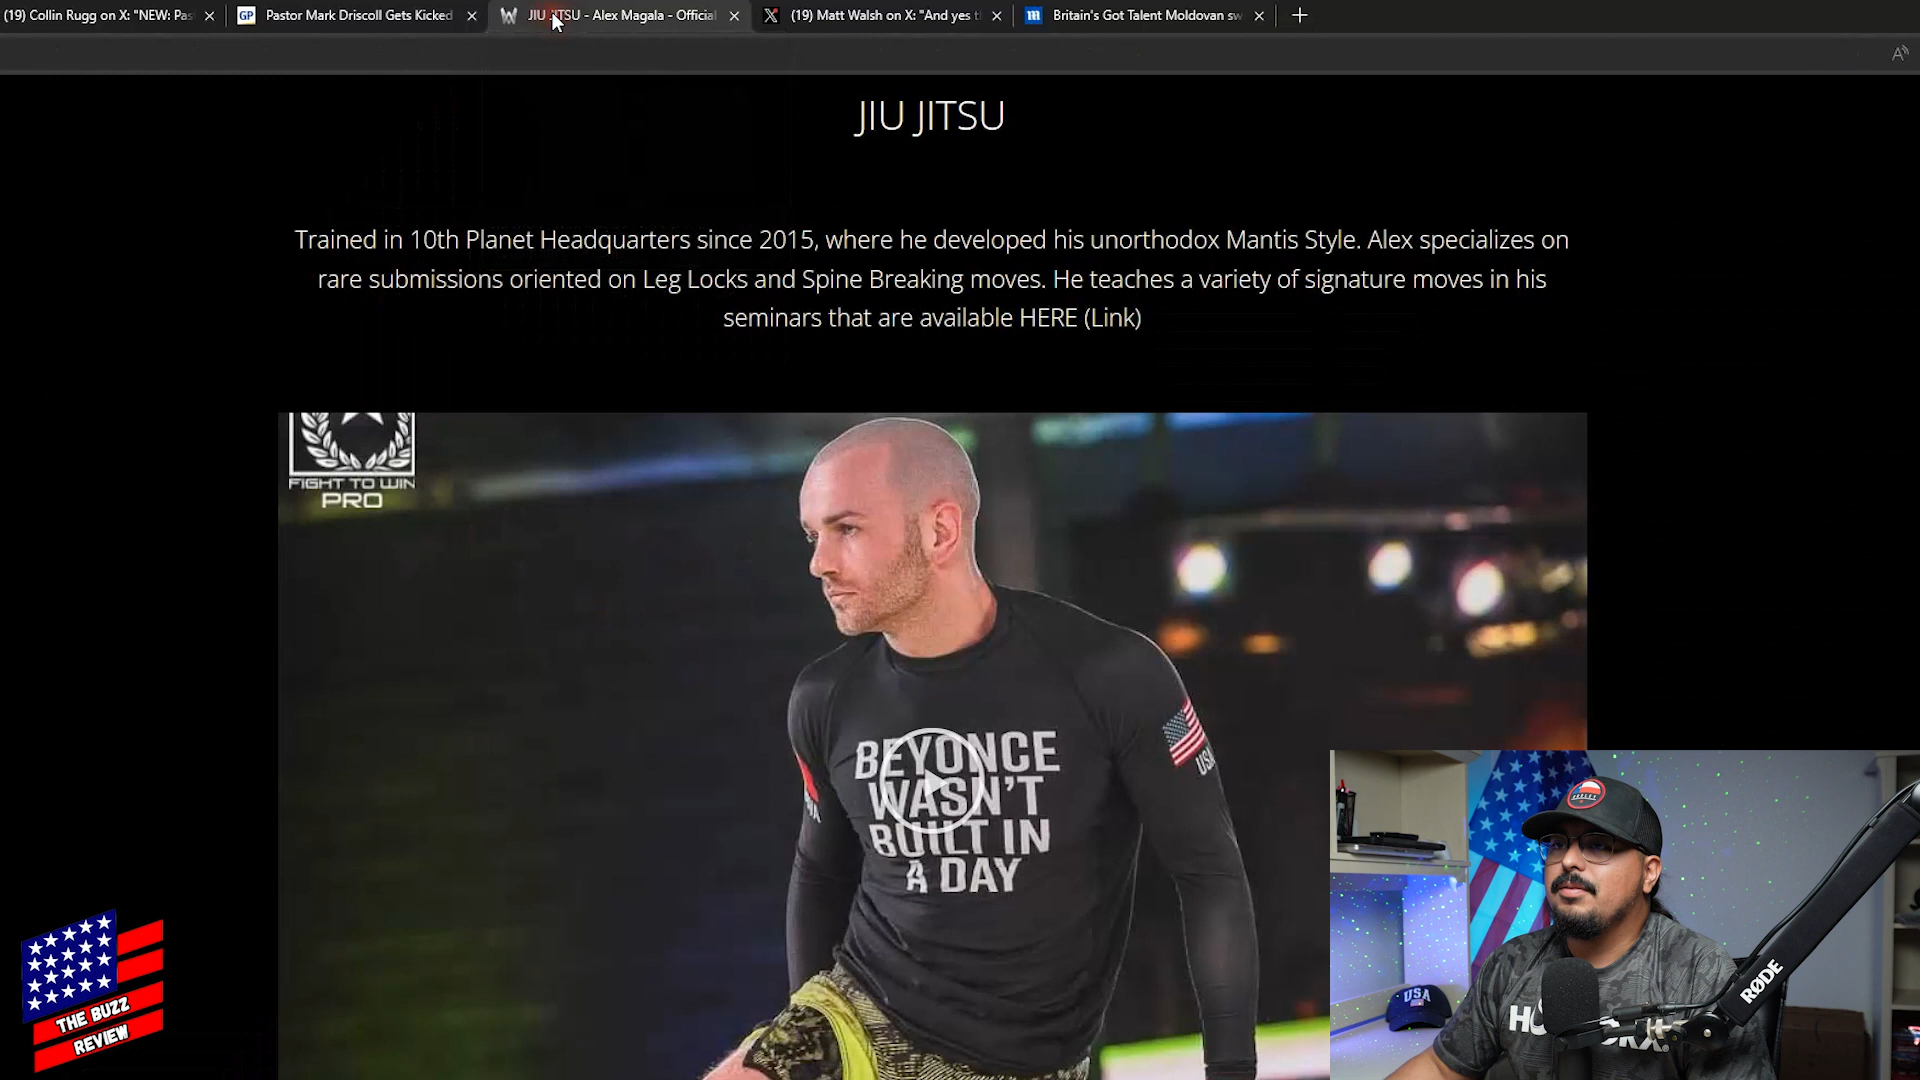 (19) Collin Rugg on X: "NEW: Pas
GP Pastor Mark Driscoll Gets Kicked
JIU JITSU - Alex Magala - Official
(19) Matt Walsh on X: "And yes t
Britain's Got Talent Moldovan sw
JIU JITSU
Trained in 10th Planet Headquarters since 2015, where he developed his unorthodox Mantis Style. Alex specializes on
rare submissions oriented on Leg Locks and Spine Breaking moves. He teaches a variety of signature moves in his
seminars that are available HERE (Link)
FIGHT TO WIN
PRO
BEYONCE
WASN'T
BUILT IN
A DAY
USA
THE BUZZ
REVIEW
USA
RØDE